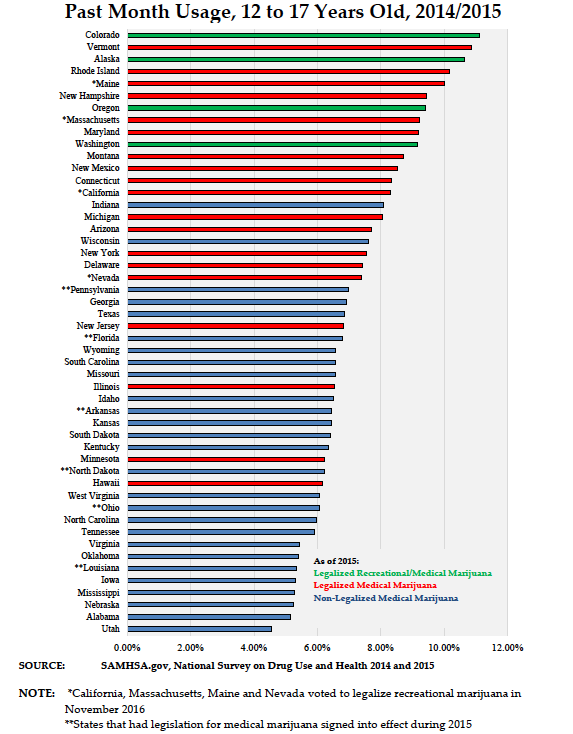 Past Month Usage, 12 to 17 Years Old, 2014/2015
Colorado
Vermont
Alaska
Rhode Island
*Maine
New Hampshire
Oregon
*Massachusetts
Maryland
Washington
Montana
New Mexico
Connecticut
*California
Indiana
Michigan
Arizona
Wisconsin
New York
Delaware
*Nevada
**Pennsylvania
Georgia
Texas
New Jersey
**Florida
Wyoming
South Carolina
Missouri
Illinois
Idaho
**Arkansas
Kansas
South Dakota
Kentucky
Minnesota
**North Dakota
Hawaii
West Virginia
**Ohio
North Carolina
Tennessee
Virginia
Oklahoma
**Louisiana
Iowa
Mississippi
Nebraska
Alabama
Utah
As of 2015:
Legalized Recreational/Medical Marijuana
Legalized Medical Marijuana
Non-Legalized Medical Marijuana
0.00% 2.00% 4.00% 6.00% 8.00% 10.00% 12.00%
SOURCE: SAMHSA.gov, National Survey on Drug Use and Health 2014 and 2015
NOTE: *California, Massachusetts, Maine and Nevada voted to legalize recreational marijuana in
November 2016
**States that had legislation for medical marijuana signed into effect during 2015